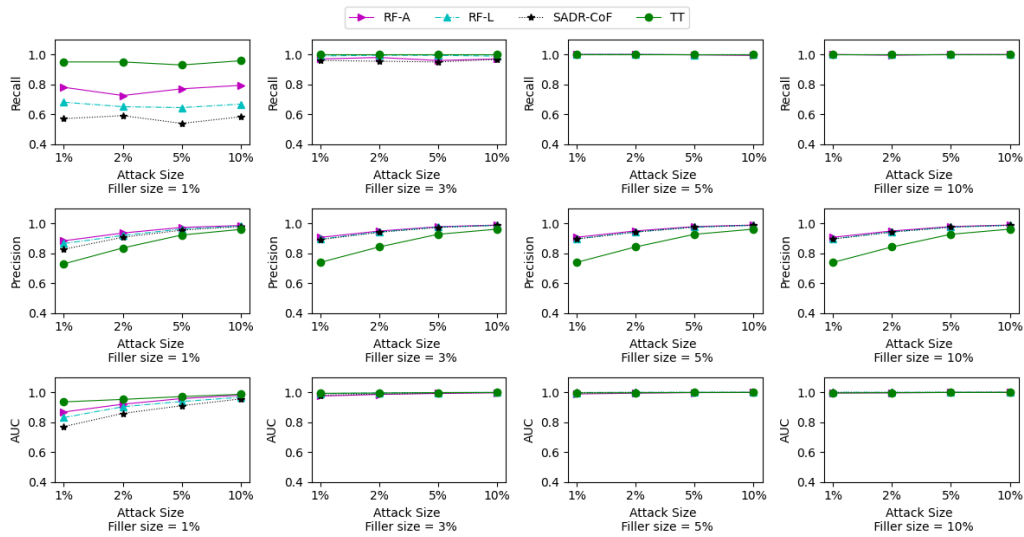 RF-A RF-L SADR-CoF TT
1.0 1.0 1.0 1.0
0.8 0.8 0.8 0.8
0.6 0.6 0.6 0.6
0.4 0.4 0.4 0.4
Recall Recall Recall Recall
1% 2% 5% 10% 1% 2% 5% 10% 1% 2% 5% 10% 1% 2% 5% 10%
Attack Size Attack Size Attack Size Attack Size
Filler size = 1% Filler size = 3% Filler size = 5% Filler size = 10%
1.0 1.0 1.0 1.0
0.8 0.8 0.8 0.8
0.6 0.6 0.6 0.6
0.4 0.4 0.4 0.4
Precision Precision Precision Precision
1% 2% 5% 10% 1% 2% 5% 10% 1% 2% 5% 10% 1% 2% 5% 10%
Attack Size Attack Size Attack Size Attack Size
Filler size = 1% Filler size = 3% Filler size = 5% Filler size = 10%
1.0 1.0 1.0 1.0
0.8 0.8 0.8 0.8
0.6 0.6 0.6 0.6
0.4 0.4 0.4 0.4
AUC AUC AUC AUC
1% 2% 5% 10% 1% 2% 5% 10% 1% 2% 5% 10% 1% 2% 5% 10%
Attack Size Attack Size Attack Size Attack Size
Filler size = 1% Filler size = 3% Filler size = 5% Filler size = 10%